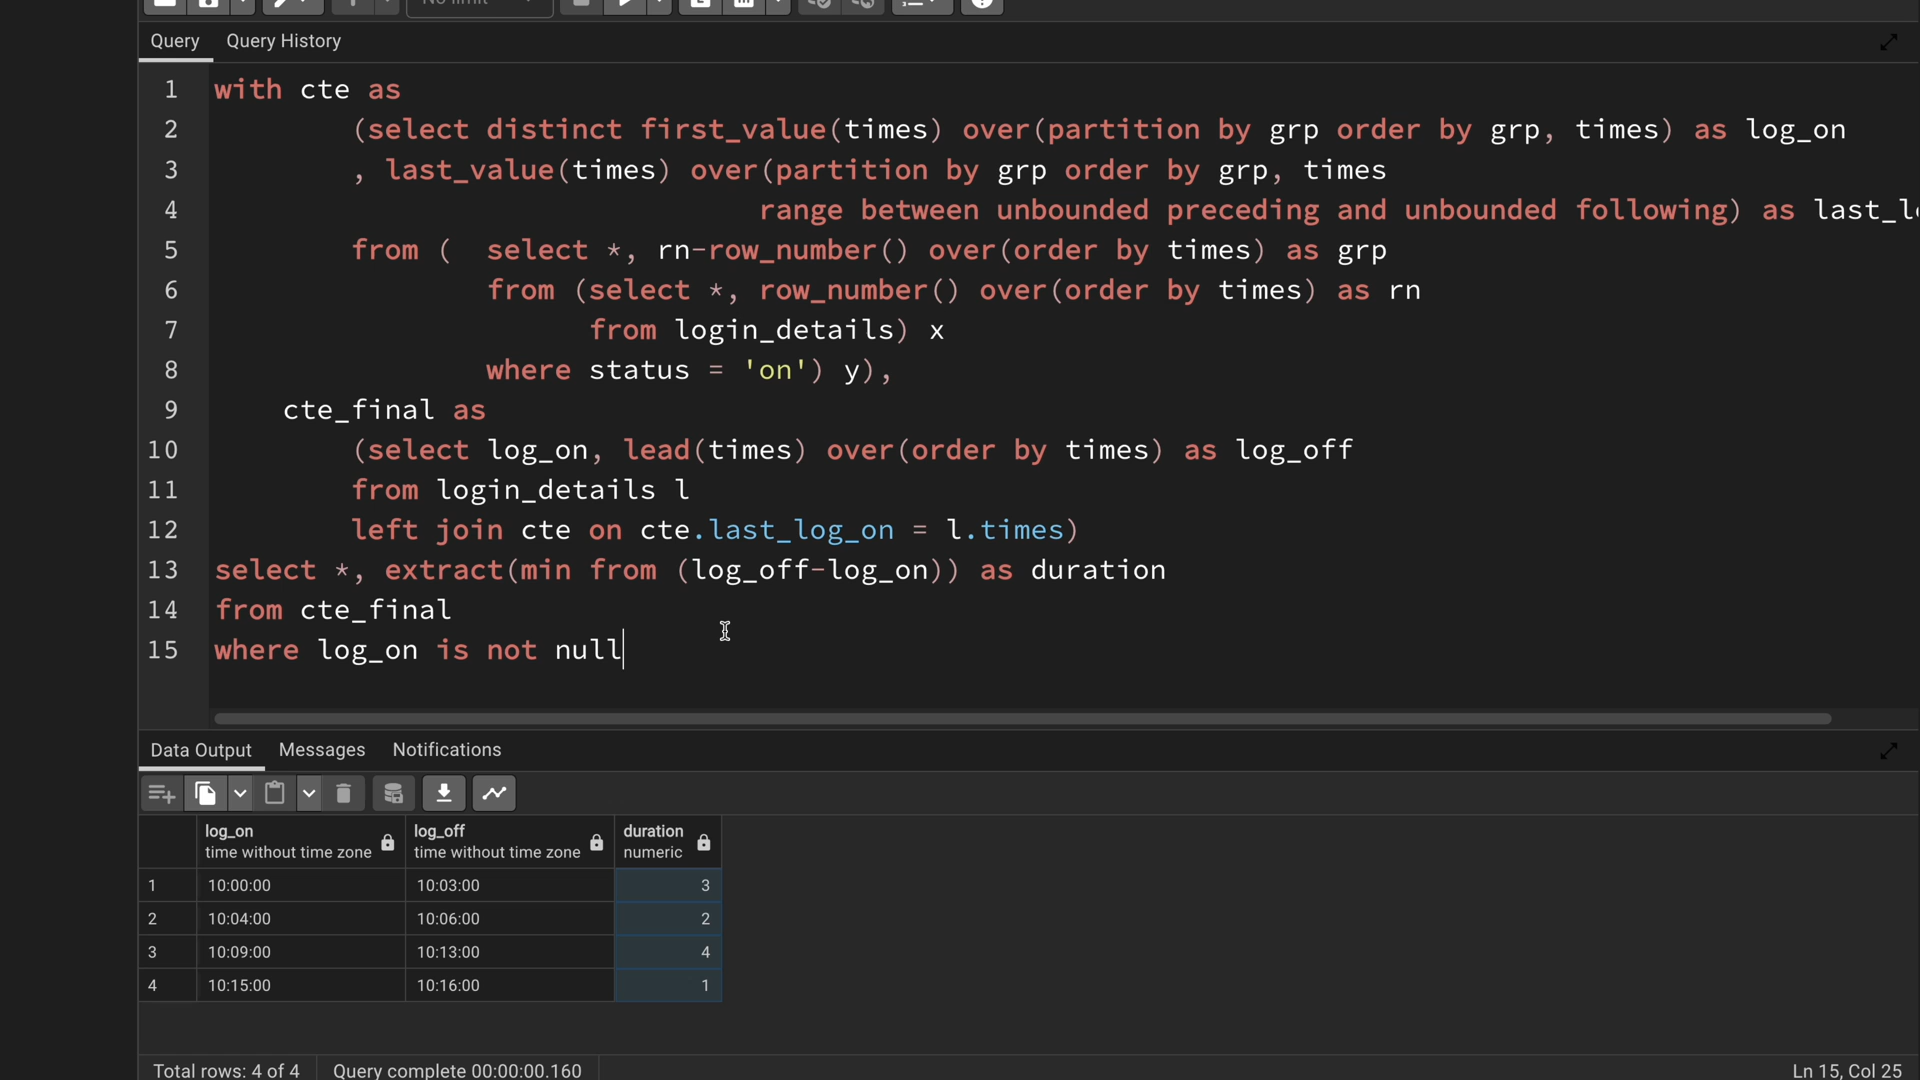 Query Query History
1 with cte as
2 (select distinct first_value(times) over(partition by grp order by grp, times) as log_on
3 , last_value(times) over(partition by grp order by grp, times
4 range between unbounded preceding and unbounded following) as
5 from ( select *, rn-row_number() over(order by times) as grp
6 from (select *, row_number() over(order by times) as rn
7 from login_details) x
8 where status = 'on') y),
9 cte_final as
10 (select log_on, lead(times) over(order by times) as log_off
11 from login_details l
12 left join cte on cte.last_log_on = l.times)
13 select *, extract(min from (log_off-log_on)) as duration
14 from cte_final
15 where log_on is not null
Data Output Messages Notifications
log_on log_off duration
time without time zone time without time zone numeric
1 10:00:00 10:03:00 3
2 10:04:00 10:06:00 2
3 10:09:00 10:13:00 4
4 10:15:00 10:16:00 1
Total rows: 4 of 4 Query complete 00:00:00.160 Ln 15, Col 25